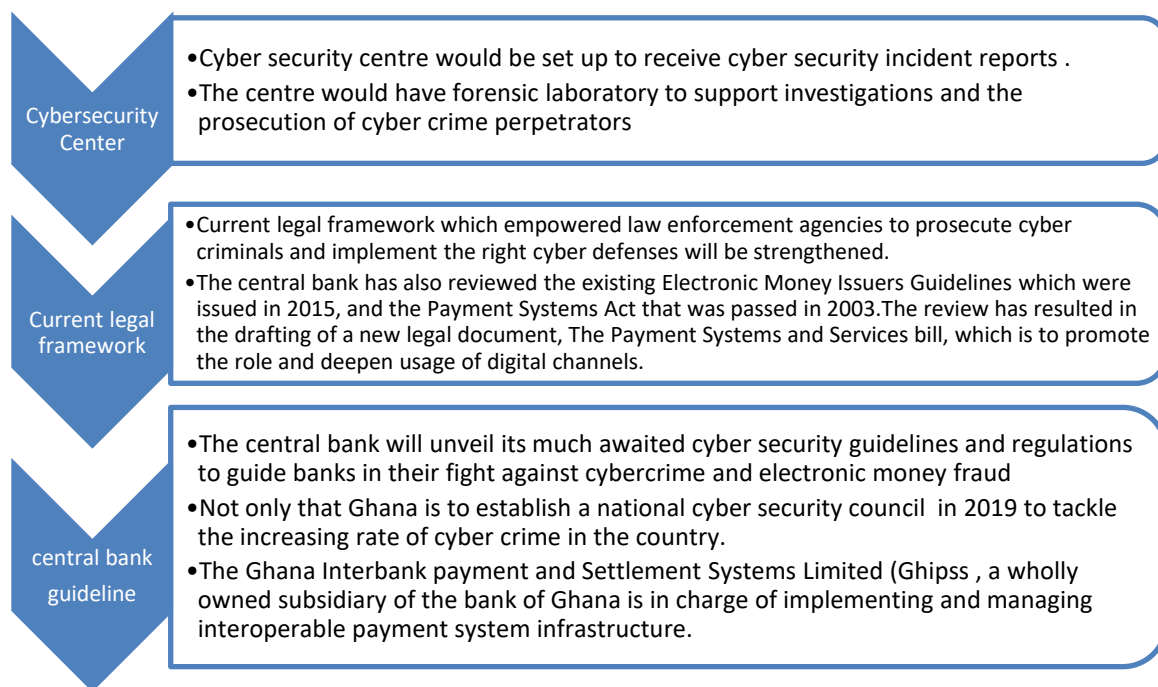 Cybersecurity
Center
•Cyber security centre would be set up to receive cyber security incident reports .
•The centre would have forensic laboratory to support investigations and the
prosecution of cyber crime perpetrators
Current legal
framework
•Current legal framework which empowered law enforcement agencies to prosecute cyber
criminals and implement the right cyber defenses will be strengthened.
•The central bank has also reviewed the existing Electronic Money Issuers Guidelines which were
issued in 2015, and the Payment Systems Act that was passed in 2003.The review has resulted in
the drafting of a new legal document, The Payment Systems and Services bill, which is to promote
the role and deepen usage of digital channels.
central bank
guideline
•The central bank will unveil its much awaited cyber security guidelines and regulations
to guide banks in their fight against cybercrime and electronic money fraud
•Not only that Ghana is to establish a national cyber security council in 2019 to tackle
the increasing rate of cyber crime in the country.
•The Ghana Interbank payment and Settlement Systems Limited (Ghipss , a wholly
owned subsidiary of the bank of Ghana is in charge of implementing and managing
interoperable payment system infrastructure.